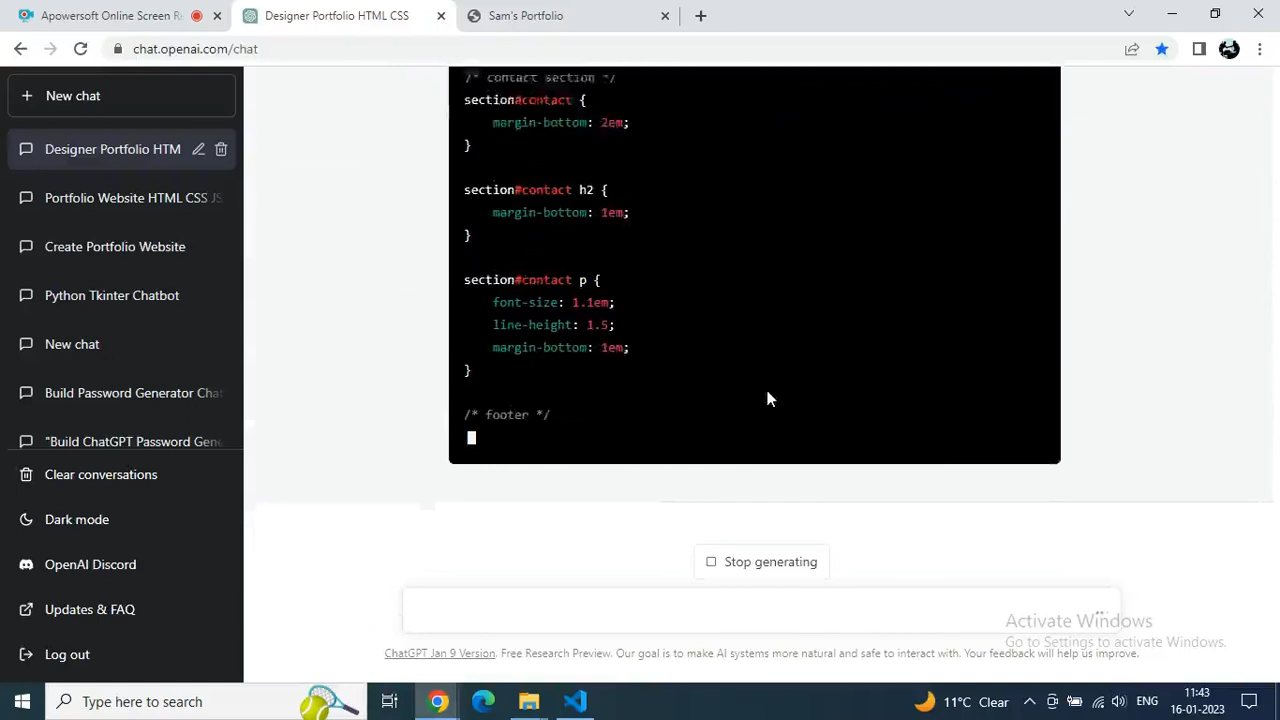 Apowersoft Online Screen R
Designer Portfolio HTML CSS
Sam's Portfolio
chat.openai.com/chat
New chat
Designer Portfolio HTM
Portfolio Website HTML CSS JS
Create Portfolio Website
Python Tkinter Chatbot
New chat
Build Password Generator Cha
"Build ChatGPT Password Gen
Clear conversations
Dark mode
OpenAI Discord
Updates & FAQ
Log out
/* contact section */
section#contact {
margin-bottom: 2em;
}
section#contact h2 {
margin-bottom: 1em;
}
section#contact p {
font-size: 1.1em;
line-height: 1.5;
margin-bottom: 1em;
}
/* footer */
Stop generating
Activate Windows
Go to Settings to activate Windows.
ChatGPT Jan 9 Version. Free Research Preview. Our goal is to make AI systems more natural and safe to interact with. Your feedback will help us improve.
Type here to search
11°C Clear
ENG
11:43
16-01-2023